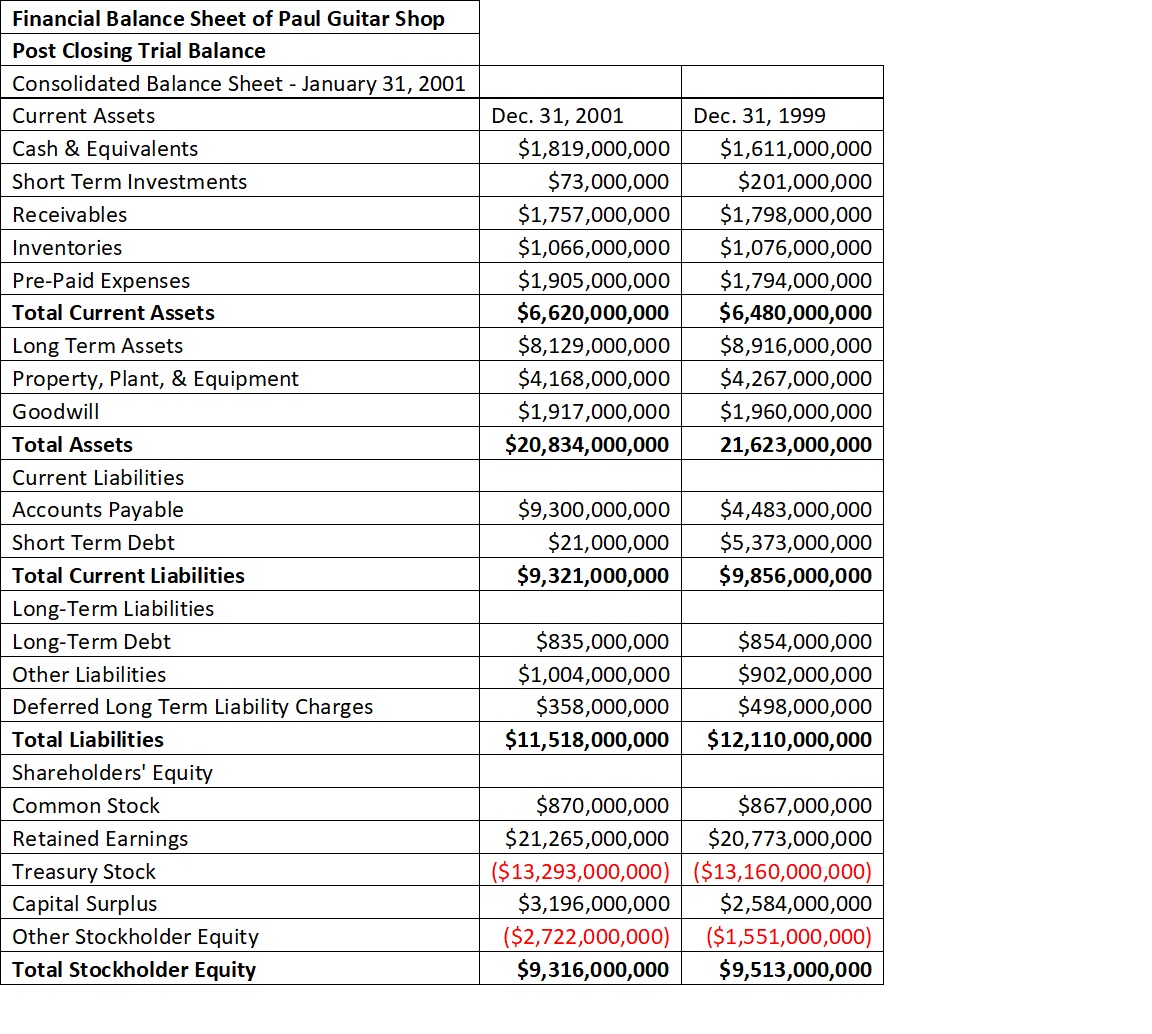 Financial Balance Sheet of Paul Guitar Shop
Post Closing Trial Balance
Consolidated Balance Sheet - January 31, 2001
Current Assets Dec. 31, 2001 Dec. 31, 1999
Cash & Equivalents $1,819,000,000 $1,611,000,000
Short Term Investments $73,000,000 $201,000,000
Receivables $1,757,000,000 $1,798,000,000
Inventories $1,066,000,000 $1,076,000,000
Pre-Paid Expenses $1,905,000,000 $1,794,000,000
Total Current Assets $6,620,000,000 $6,480,000,000
Long Term Assets $8,129,000,000 $8,916,000,000
Property, Plant, & Equipment $4,168,000,000 $4,267,000,000
Goodwill $1,917,000,000 $1,960,000,000
Total Assets $20,834,000,000 21,623,000,000
Current Liabilities
Accounts Payable $9,300,000,000 $4,483,000,000
Short Term Debt $21,000,000 $5,373,000,000
Total Current Liabilities $9,321,000,000 $9,856,000,000
Long-Term Liabilities
Long-Term Debt $835,000,000 $854,000,000
Other Liabilities $1,004,000,000 $902,000,000
Deferred Long Term Liability Charges $358,000,000 $498,000,000
Total Liabilities $11,518,000,000 $12,110,000,000
Shareholders' Equity
Common Stock $870,000,000 $867,000,000
Retained Earnings $21,265,000,000 $20,773,000,000
Treasury Stock ($13,293,000,000) ($13,160,000,000)
Capital Surplus $3,196,000,000 $2,584,000,000
Other Stockholder Equity ($2,722,000,000) ($1,551,000,000)
Total Stockholder Equity $9,316,000,000 $9,513,000,000